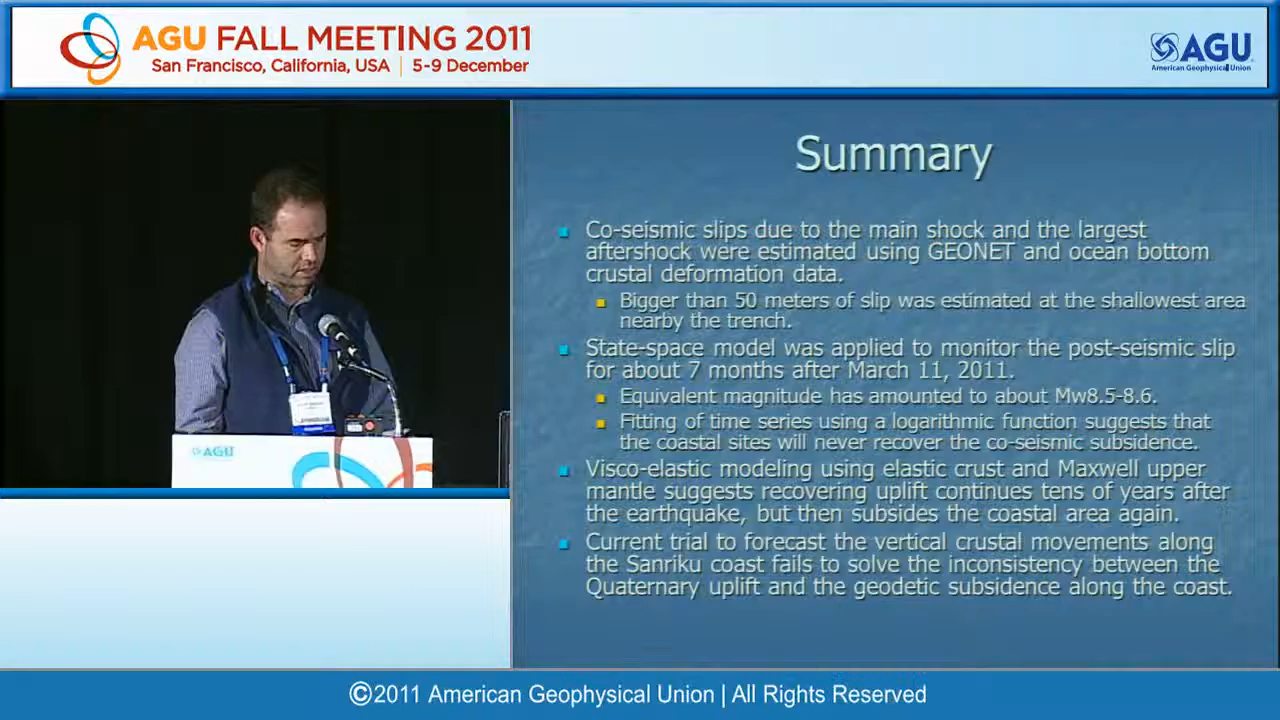 AGU FALL MEETING 2011
San Francisco, California, USA | 5-9 December
AGU
American Geophysical Union
Summary
Co-seismic slips due to the main shock and the largest
aftershock were estimated using GEONET and ocean bottom
crustal deformation data.
Bigger than 50 meters of slip was estimated at the shallowest area
nearby the trench.
State-space model was applied to monitor the post-seismic slip
for about 7 months after March 11, 2011.
Equivalent magnitude has amounted to about Mw8.5-8.6.
Fitting of time series using a logarithmic function suggests that
the coastal sites will never recover the co-seismic subsidence.
Visco-elastic modeling using elastic crust and Maxwell upper
mantle suggests recovering uplift continues tens of years after
the earthquake, but then subsides the coastal area again.
Current trial to forecast the vertical crustal movements along
the Sanriku coast fails to solve the inconsistency between the
Quaternary uplift and the geodetic subsidence along the coast.
AGU
©2011 American Geophysical Union | All Rights Reserved